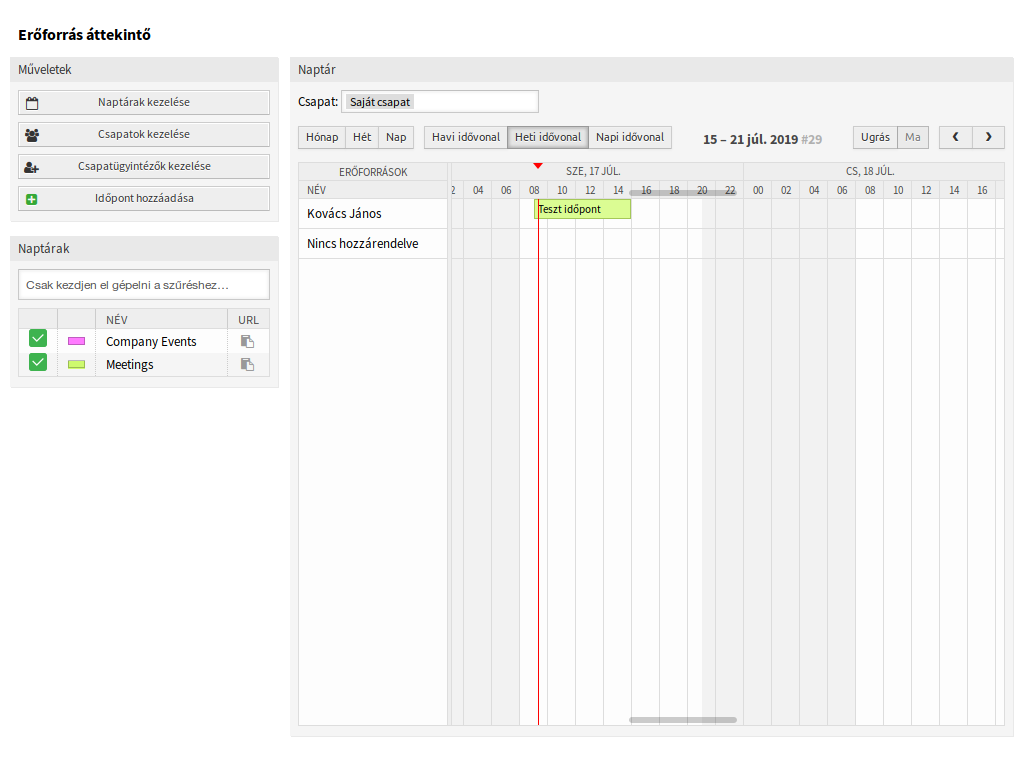 Erőforrás áttekintő
Műveletek
Naptárak kezelése
Csapatok kezelése
Csapatügyintézők kezelése
Időpont hozzáadása
Naptárak
Csak kezdjen el gépelni a szűréshez…
NÉV URL
Company Events
Meetings
Naptár
Csapat: Saját csapat
Hónap Hét Nap Havi idővonal Heti idővonal Napi idővonal 15 – 21 júl. 2019 #29 Ugrás Ma
ERŐFORRÁSOK SZE, 17 JÚL. CS, 18 JÚL.
NÉV 2 04 06 08 10 12 14 16 18 20 22 00 02 04 06 08 10 12 14 16
Kovács János Teszt időpont
Nincs hozzárendelve